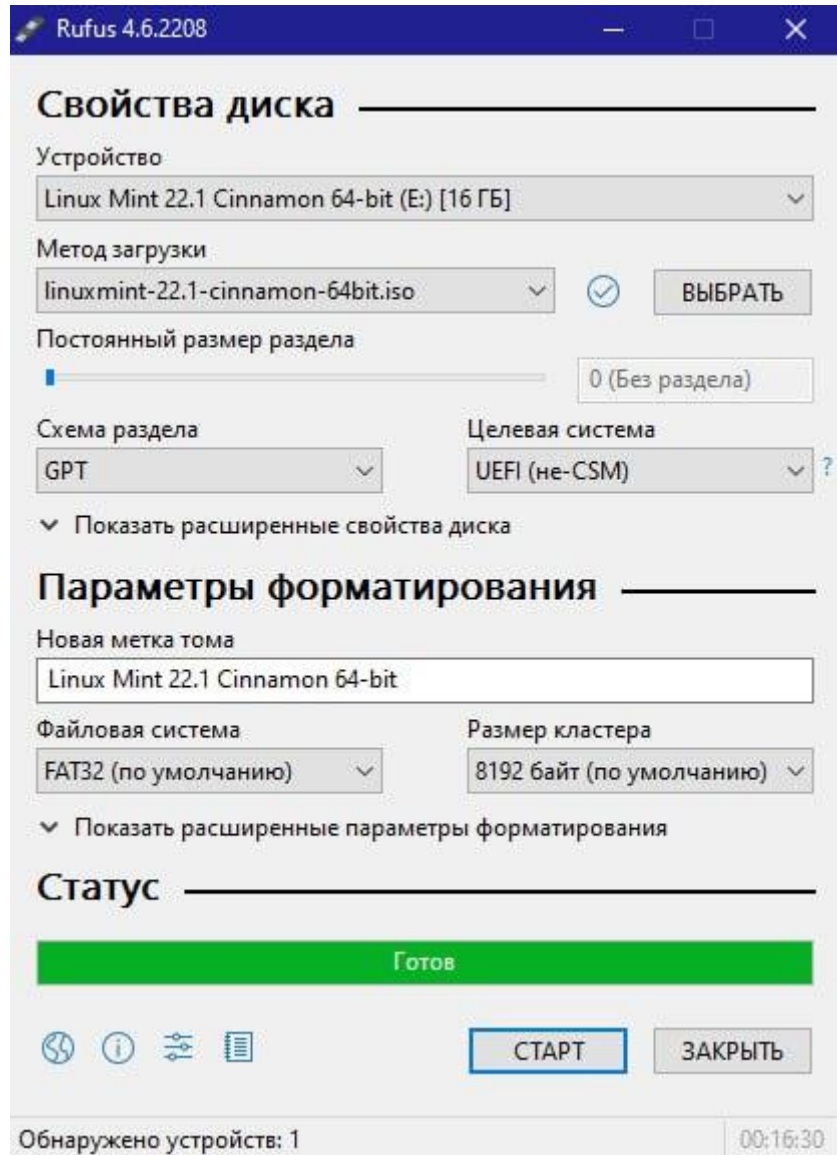 Rufus 4.6.2208
Свойства диска
Устройство
Linux Mint 22.1 Cinnamon 64-bit (E:) [16 ГБ]
Метод загрузки
linuxmint-22.1-cinnamon-64bit.iso
ВЫБРАТЬ
Постоянный размер раздела
0 (Без раздела)
Схема раздела
Целевая система
GPT
UEFI (не-CSM)
?
Показать расширенные свойства диска
Параметры форматирования
Новая метка тома
Linux Mint 22.1 Cinnamon 64-bit
Файловая система
Размер кластера
FAT32 (по умолчанию)
8192 байт (по умолчанию)
Показать расширенные параметры форматирования
Статус
Готов
СТАРТ
ЗАКРЫТЬ
Обнаружено устройств: 1
00:16:30